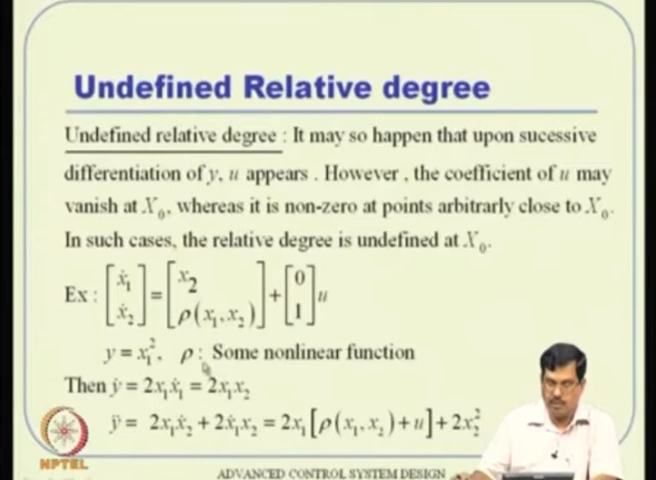 Undefined Relative degree
Undefined relative degree : It may so happen that upon sucessive
differentiation of y, u appears . However , the coefficient of u may
vanish at X₀, whereas it is non-zero at points arbitrarly close to X₀.
In such cases, the relative degree is undefined at X₀.
Ex : [ẋ₁ ẋ₂] = [x₂ ρ(x₁, x₂)] + [0 1] u
y = x₁², ρ : Some nonlinear function
Then ẏ = 2x₁ẋ₁ = 2x₁x₂
ÿ = 2x₁ẋ₂ + 2ẋ₁x₂ = 2x₁[ρ(x₁, x₂) + u] + 2x₂²
NPTEL
ADVANCED CONTROL SYSTEM DESIGN